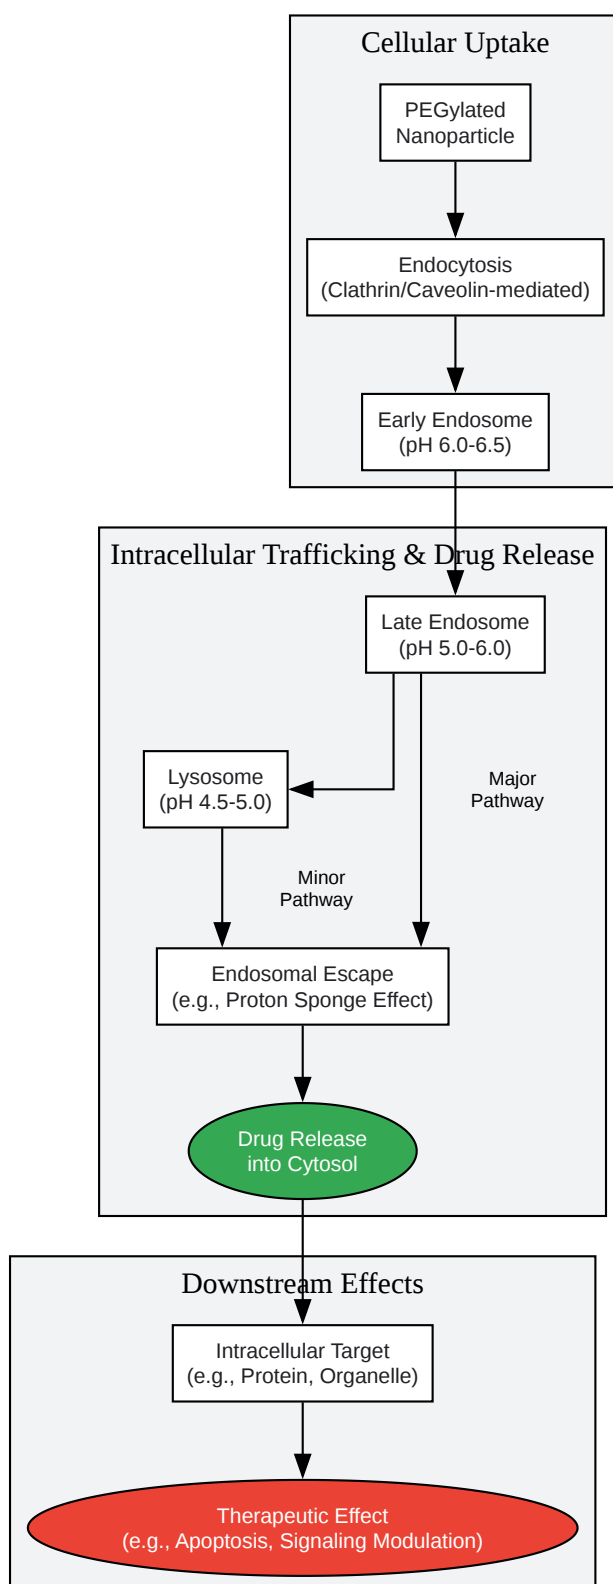 Cellular Uptake
PEGylated
Nanoparticle
Endocytosis
(Clathrin/Caveolin-mediated)
Early Endosome
(pH 6.0-6.5)
Intracellular Trafficking & Drug Release
Late Endosome
(pH 5.0-6.0)
Lysosome
(pH 4.5-5.0)
Major
Pathway
Minor
Pathway
Endosomal Escape
(e.g., Proton Sponge Effect)
Drug Release
into Cytosol
Downstream Effects
Intracellular Target
(e.g., Protein, Organelle)
Therapeutic Effect
(e.g., Apoptosis, Signaling Modulation)